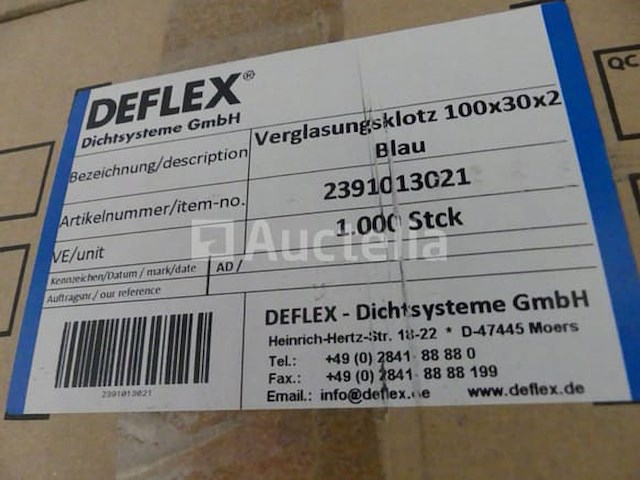 QC
DEFLEX®
Dichtsysteme GmbH
Bezeichnung/description
Verglasungsklotz 100x30x2
Blau
Artikelnummer/item-no.
2391013021
VE/unit
1.000 Stck
Auctelia
Kennzeichen/Datum / mark/date
AD /
Auftragsnr./ our reference
2391013021
DEFLEX - Dichtsysteme GmbH
Heinrich-Hertz-Str. 18-22 * D-47445 Moers
Tel.: +49 (0) 2841 88 88 0
Fax.: +49 (0) 2841 8888 199
Email.: info@deflex.de www.deflex.de